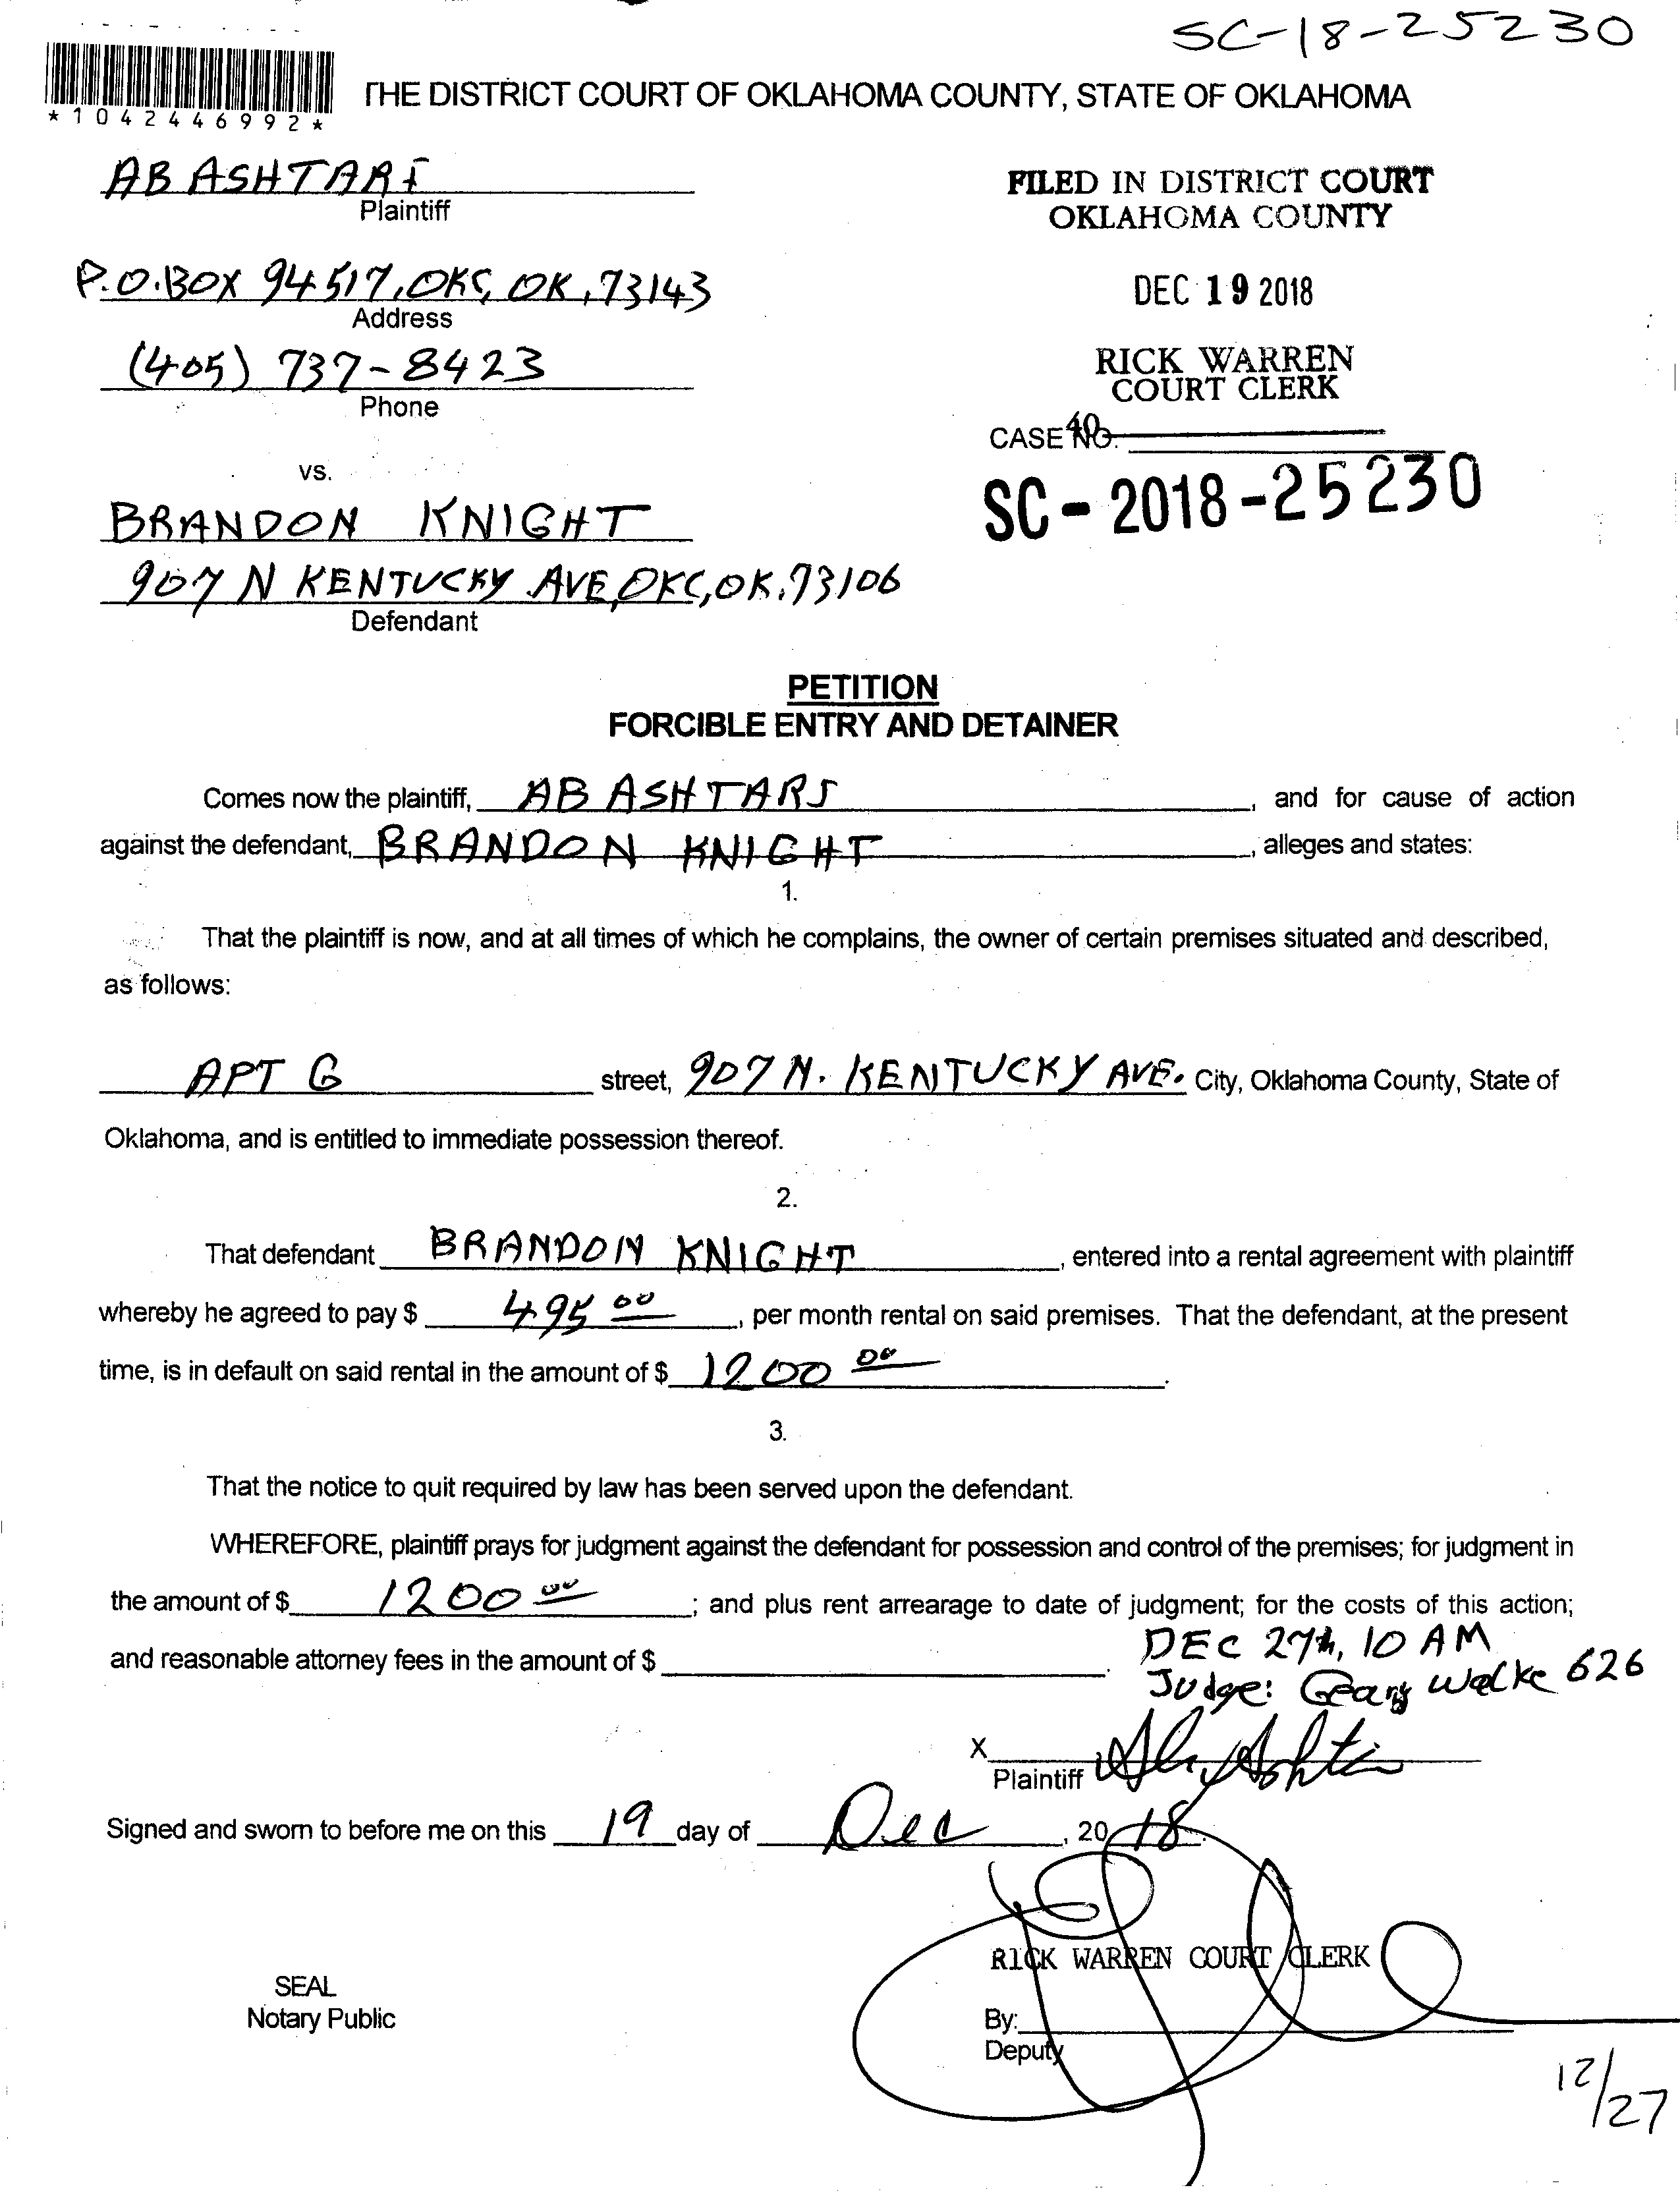 SC-18-25230
*1042446992*
THE DISTRICT COURT OF OKLAHOMA COUNTY, STATE OF OKLAHOMA
AB ASHTARI
Plaintiff
FILED IN DISTRICT COURT
OKLAHOMA COUNTY
P.O.BOX 94517, OKC, OK, 73143
Address
DEC 19 2018
(405) 737-8423
Phone
RICK WARREN
COURT CLERK
40
CASE NO.
vs.
SC-2018-25230
BRANDON KNIGHT
907 N KENTUCKY AVE, OKC, OK. 73106
Defendant
PETITION
FORCIBLE ENTRY AND DETAINER
Comes now the plaintiff, AB ASHTARI, and for cause of action
against the defendant, BRANDON KNIGHT, alleges and states:
1.
That the plaintiff is now, and at all times of which he complains, the owner of certain premises situated and described,
as follows:
APT G street, 907 N. KENTUCKY AVE. City, Oklahoma County, State of
Oklahoma, and is entitled to immediate possession thereof.
2.
That defendant BRANDON KNIGHT, entered into a rental agreement with plaintiff
whereby he agreed to pay $ 495 00, per month rental on said premises. That the defendant, at the present
time, is in default on said rental in the amount of $ 1200 00.
3.
That the notice to quit required by law has been served upon the defendant.
WHEREFORE, plaintiff prays for judgment against the defendant for possession and control of the premises; for judgment in
the amount of $ 1200 00; and plus rent arrearage to date of judgment; for the costs of this action;
and reasonable attorney fees in the amount of $.
DEC 27th, 10 AM
Judge: Geary Walke 626
X
Plaintiff
Signed and sworn to before me on this 19 day of Dec, 2018.
RICK WARREN COURT CLERK
SEAL
Notary Public
By:
Deputy
12/27